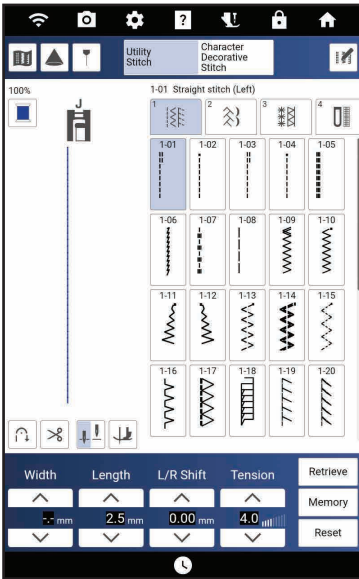 ?
Utility
Stitch
Character
Decorative
Stitch
100%
J
1-01 Straight stitch (Left)
1
2
3
4
1-01 1-02 1-03 1-04 1-05
1-06 1-07 1-08 1-09 1-10
1-11 1-12 1-13 1-14 1-15
1-16 1-17 1-18 1-19 1-20
Width Length L/R Shift Tension
-.- mm 2.5 mm 0.00 mm 4.0
Retrieve
Memory
Reset